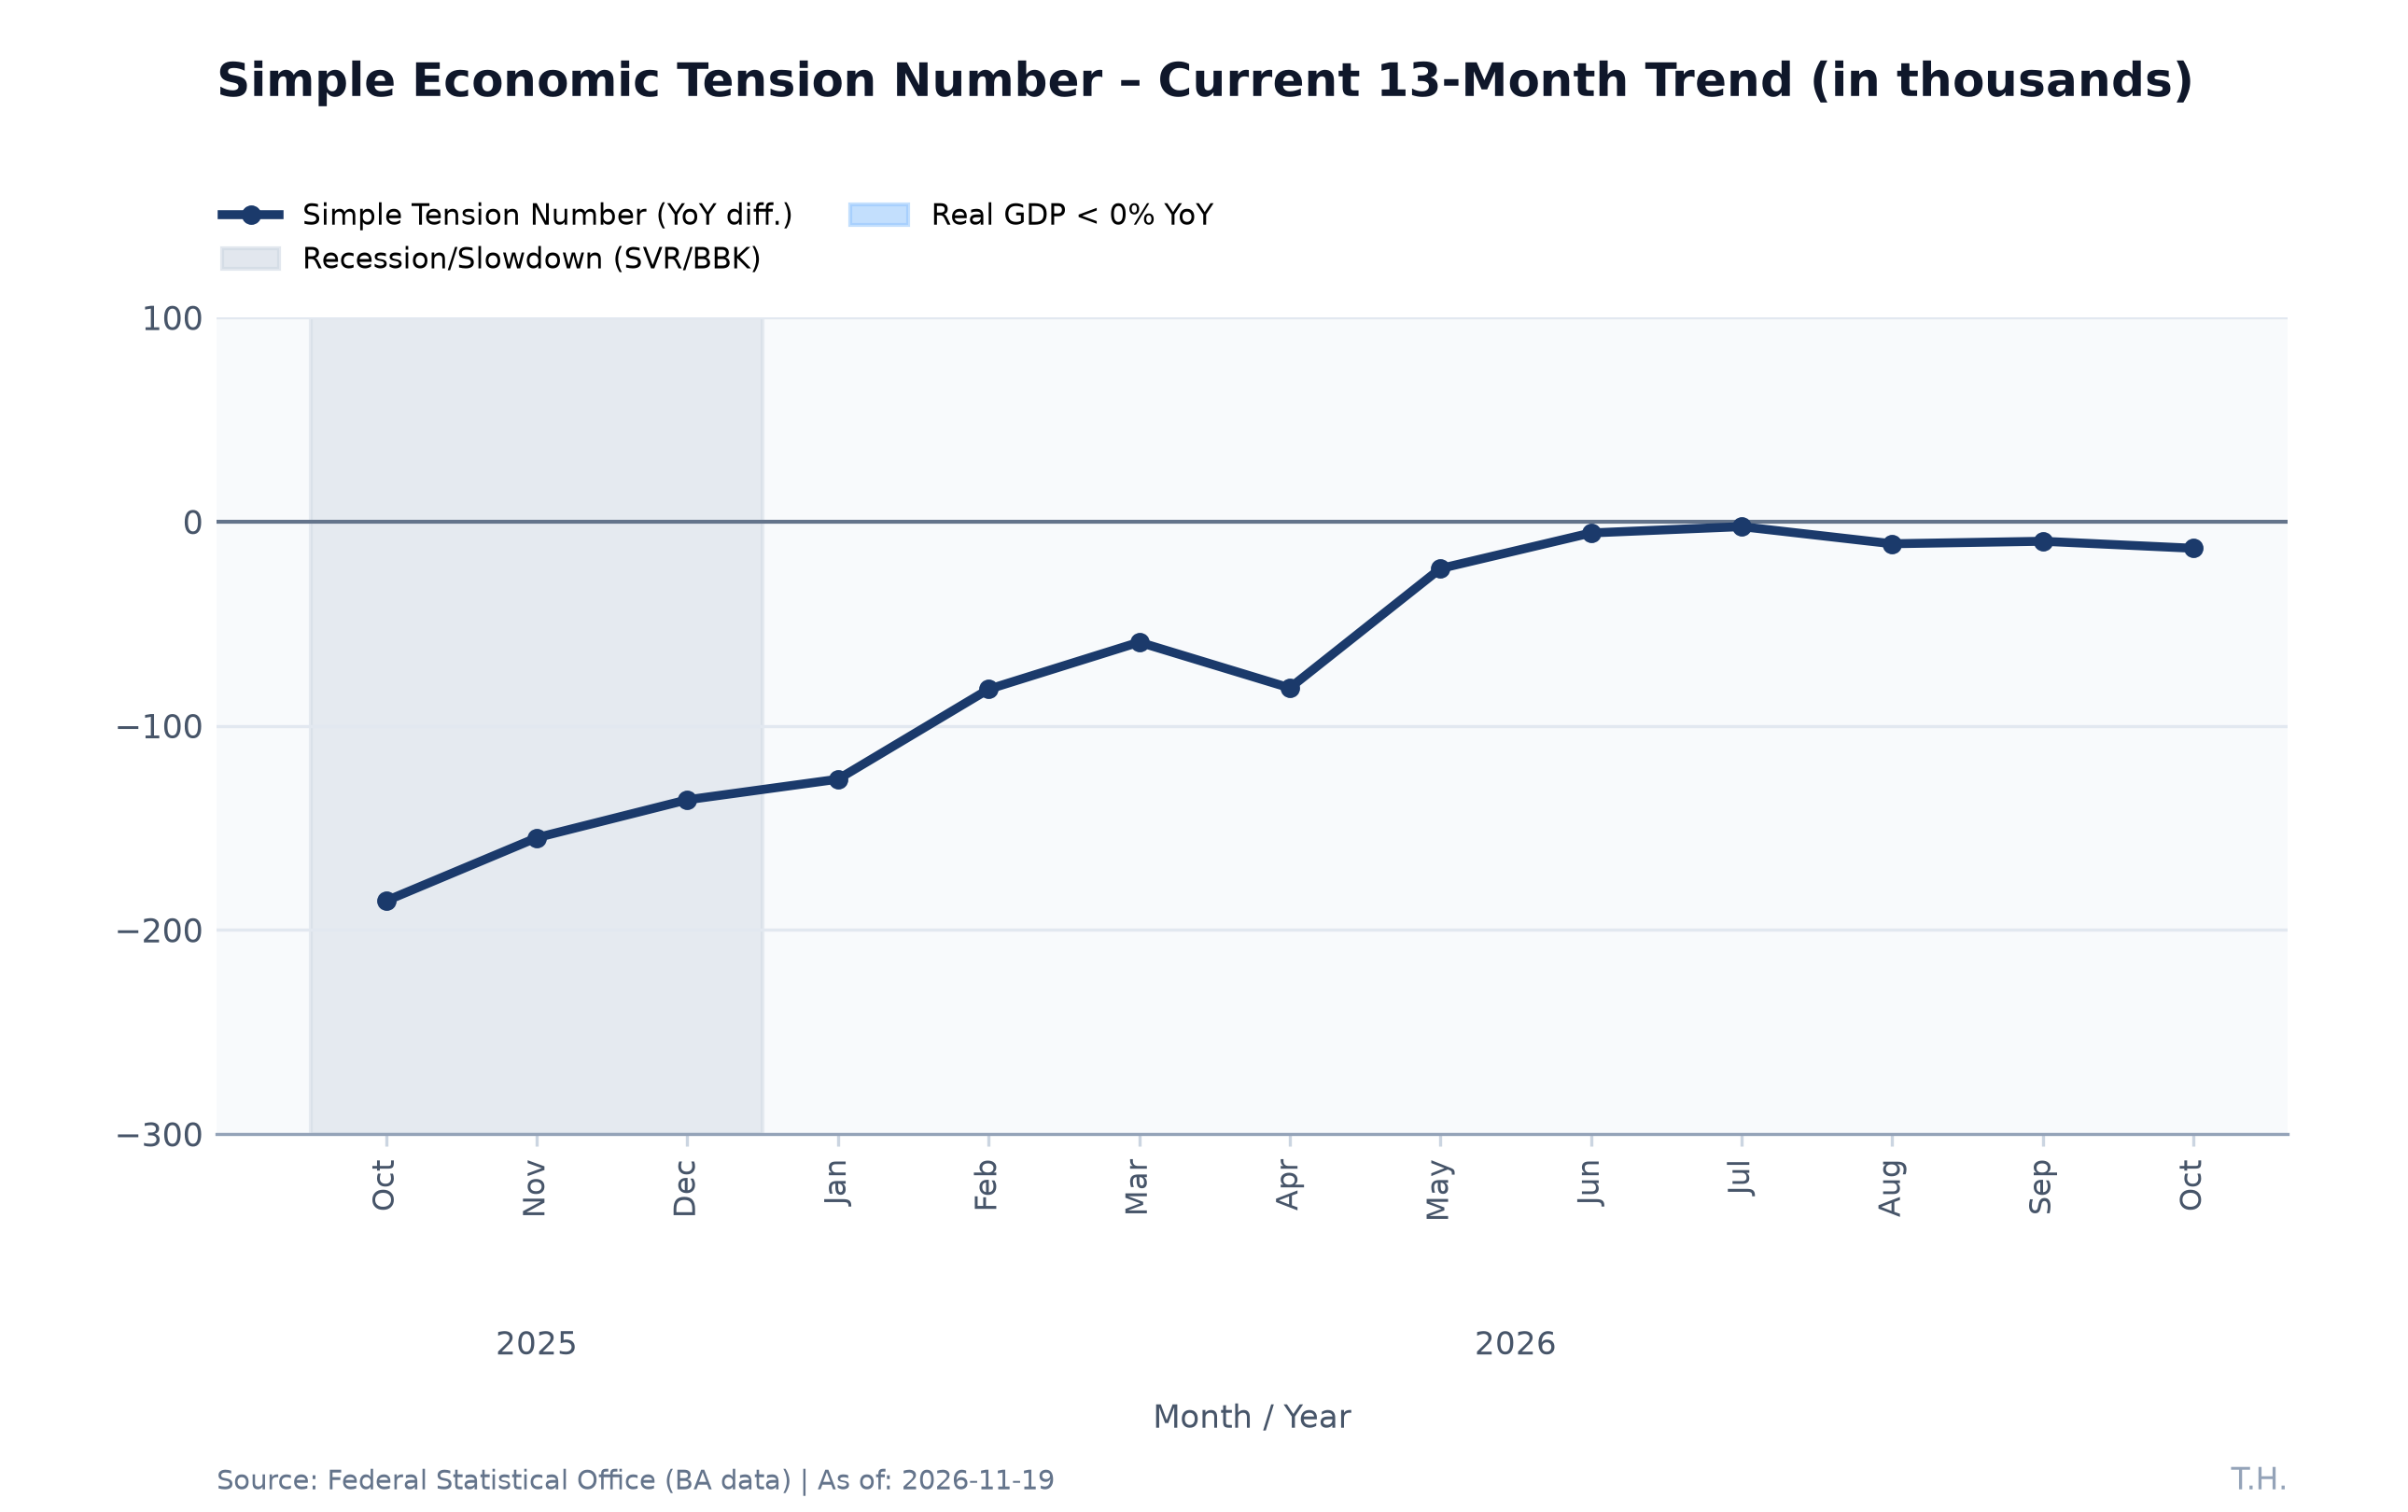 Simple Economic Tension Number – Current 13-Month Trend (in thousands)
Simple Tension Number (YoY diff.)
Real GDP < 0% YoY
Recession/Slowdown (SVR/BBK)
100
0
−100
−200
−300
Oct
Nov
Dec
Jan
Feb
Mar
Apr
May
Jun
Jul
Aug
Sep
Oct
2025
2026
Month / Year
Source: Federal Statistical Office (BA data) | As of: 2026-11-19
T.H.